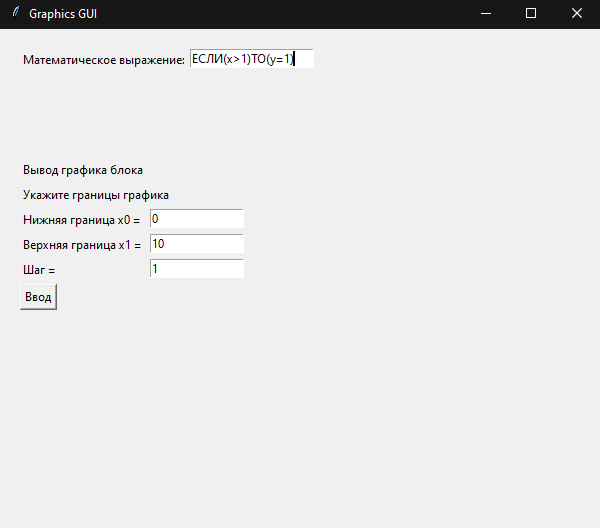 Graphics GUI
Математическое выражение: ЕСЛИ(x>1)ТО(y=1)
Вывод графика блока
Укажите границы графика
Нижняя граница x0 = 0
Верхняя граница x1 = 10
Шаг = 1
Ввод